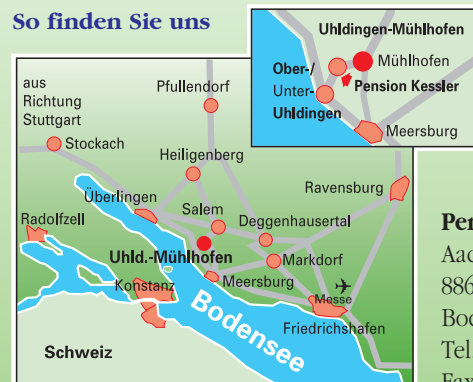 So finden Sie uns
Uhldingen-Mühlhofen
Mühlhofen
Ober-/
Unter-
Uhldingen
Pension Kessler
Meersburg
aus
Richtung
Stuttgart
Stockach
Pfullendorf
Heiligenberg
Überlingen
Radolfzell
Salem
Deggenhausertal
Ravensburg
Uhld.-Mühlhofen
Markdorf
Konstanz
Meersburg
Messe
Bodensee
Friedrichshafen
Schweiz
Aac
886
Bod
Tel